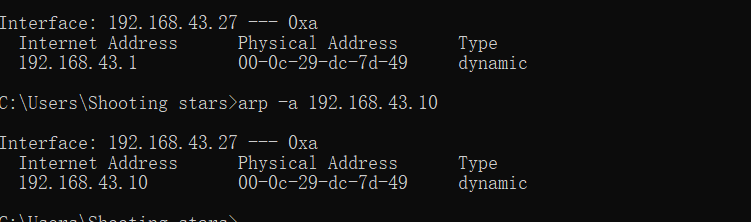 Interface: 192.168.43.27 --- 0xa
  Internet Address      Physical Address      Type
  192.168.43.1          00-0c-29-dc-7d-49     dynamic
C:\Users\Shooting stars>arp -a 192.168.43.10
Interface: 192.168.43.27 --- 0xa
  Internet Address      Physical Address      Type
  192.168.43.10         00-0c-29-dc-7d-49     dynamic
C:\Users\Shooting stars>